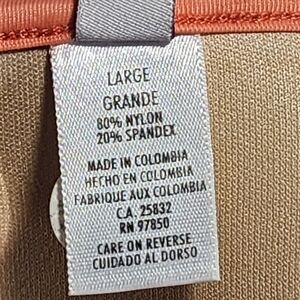 LARGE
GRANDE
80% NYLON
20% SPANDEX
MADE IN COLOMBIA
HECHO EN COLOMBIA
FABRIQUE AUX COLOMBIA
C.A. 25832
RN 97850
CARE ON REVERSE
CUIDADO AL DORSO